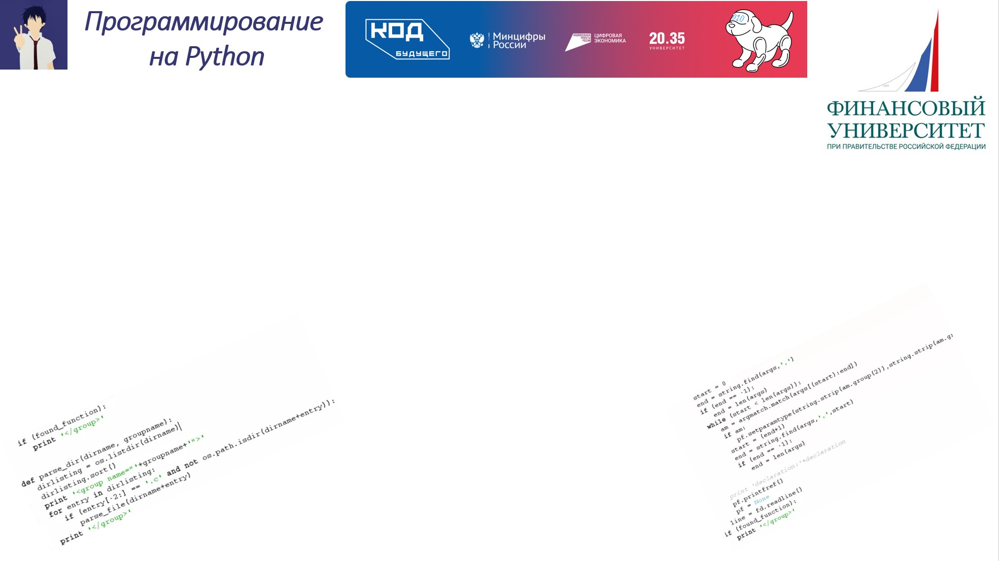 Программирование
на Python
КОД
БУДУЩЕГО
Минцифры
России
НАЦИОНАЛЬНЫЕ
ПРОЕКТЫ
РОССИИ
ЦИФРОВАЯ
ЭКОНОМИКА
20.35
УНИВЕРСИТЕТ
010
ФИНАНСОВЫЙ
УНИВЕРСИТЕТ
ПРИ ПРАВИТЕЛЬСТВЕ РОССИЙСКОЙ ФЕДЕРАЦИИ
if (found_function):
print '</group>'
def parse_dir(dirname, groupname):
dirlisting = os.listdir(dirname)
dirlisting.sort()
print '<group name="'+groupname+'">'
for entry in dirlisting:
if (entry[-2:] == '.c' and not os.path.isdir(dirname+entry)):
parse_file(dirname+entry)
print '</group>'
start = 0
end = string.find(args,',')
if (end == -1):
end = len(args)
while (start < len(args)):
am = argmatch.match(args[(start):end])
if am:
pf.setparamtype(string.strip(am.group(2)),string.strip(am.gr
start = (end+1)
end = string.find(args,',',start)
if (end == -1):
end = len(args)
print 'declaration:'+declaration
pf.printfref()
pf = None
line = fd.readline()
if (found_function):
print '</group>'